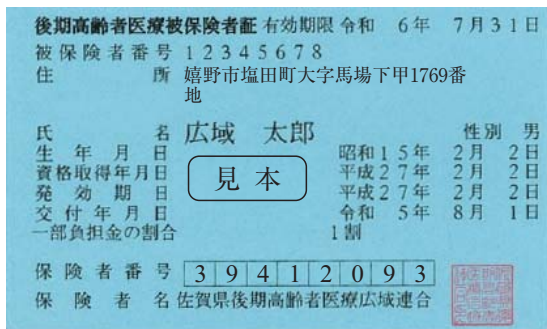 後期高齢者医療被保険者証 有効期限 令和 6年 7月31日
被保険者番号 12345678
住所 嬉野市塩田町大字馬場下甲1769番
地
氏名 広域 太郎 性別 男
生年月日 昭和15年 2月 2日
資格取得年月日 平成27年 2月 2日
発効期日 平成27年 2月 2日
見本
交付年月日 令和 5年 8月 1日
一部負担金の割合 1割
保険者番号 39412093
保険者名 佐賀県後期高齢者医療広域連合